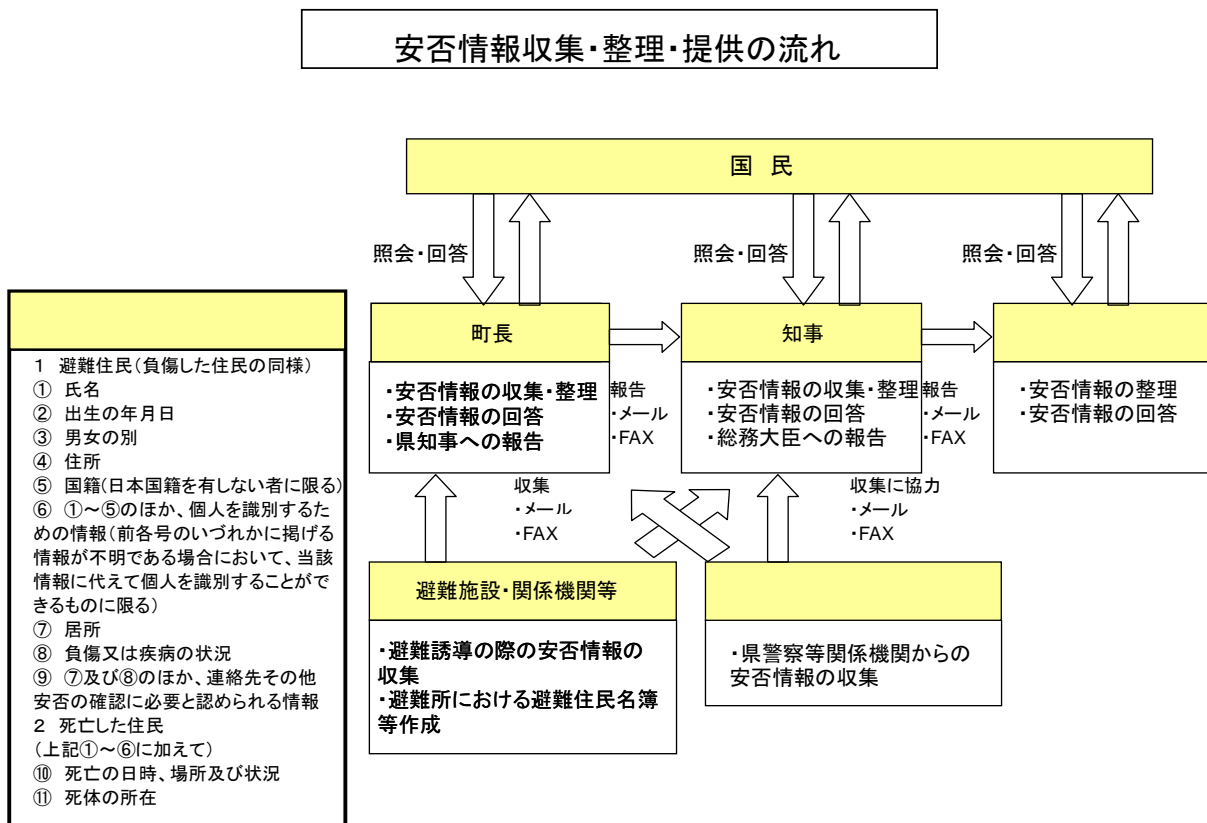 安否情報収集・整理・提供の流れ
国　民
照会・回答
照会・回答
照会・回答
町長
・安否情報の収集・整理
・安否情報の回答
・県知事への報告
報告
・メール
・FAX
知事
・安否情報の収集・整理
・安否情報の回答
・総務大臣への報告
報告
・メール
・FAX
・安否情報の整理
・安否情報の回答
収集
・メール
・FAX
収集に協力
・メール
・FAX
避難施設・関係機関等
・避難誘導の際の安否情報の
収集
・避難所における避難住民名簿
等作成
・県警察等関係機関からの
安否情報の収集
1　避難住民（負傷した住民の同様）
①　氏名
②　出生の年月日
③　男女の別
④　住所
⑤　国籍（日本国籍を有しない者に限る）
⑥　①～⑤のほか、個人を識別するた
めの情報（前各号のいづれかに掲げる
情報が不明である場合において、当該
情報に代えて個人を識別することがで
きるものに限る）
⑦　居所
⑧　負傷又は疾病の状況
⑨　⑦及び⑧のほか、連絡先その他
安否の確認に必要と認められる情報
2　死亡した住民
（上記①～⑥に加えて）
⑩　死亡の日時、場所及び状況
⑪　死体の所在